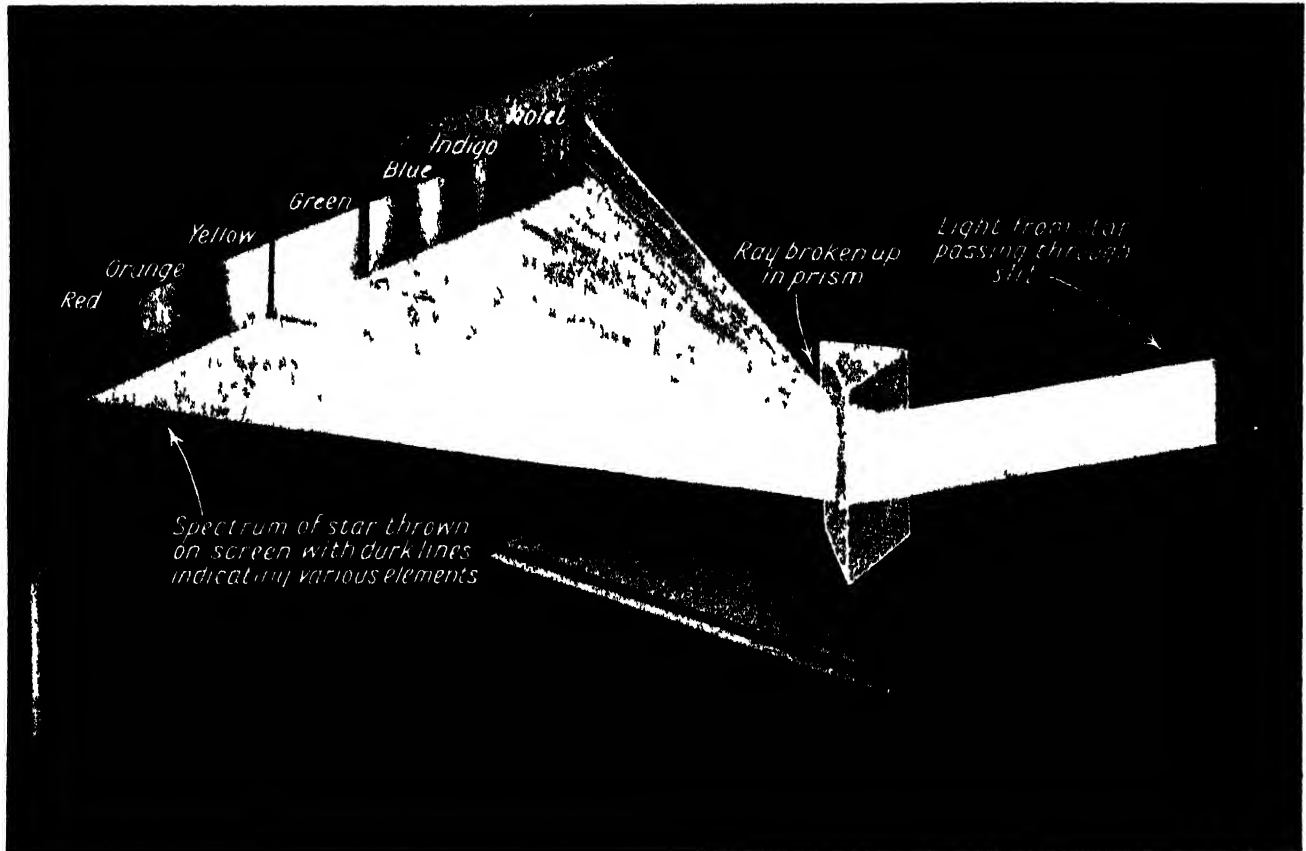 Violet
Indigo
Blue
Green
Yellow
Orange
Red
Ray broken up
in prism
Light from star
passing through
slit
Spectrum of star thrown
on screen with dark lines
indicating various elements